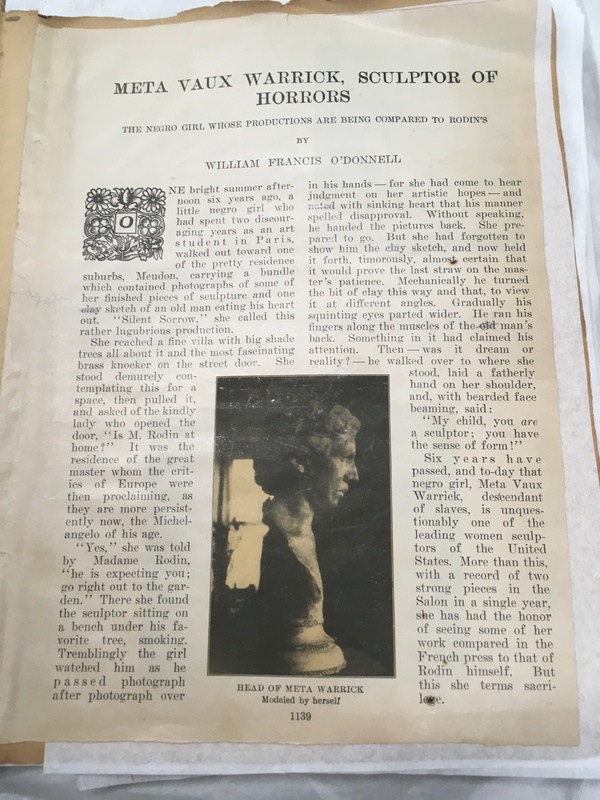 META VAUX WARRICK, SCULPTOR OF
HORRORS
THE NEGRO GIRL WHOSE PRODUCTIONS ARE BEING COMPARED TO RODIN'S
BY
WILLIAM FRANCIS O'DONNELL
ONE bright summer after-
noon six years ago, a
little negro girl who
had spent two discour-
aging years as an art
student in Paris,
walked out toward one
of the pretty residence
suburbs, Meudon, carrying a bundle
which contained photographs of some of
her finished pieces of sculpture and one
clay sketch of an old man eating his heart
out. "Silent Sorrow," she called this
rather lugubrious production.
She reached a fine villa with big shade
trees all about it and the most fascinating
brass knocker on the street door. She
stood demurely con-
templating this for a
space, then pulled it,
and asked of the kindly
lady who opened the
door, "Is M. Rodin at
home?" It was the
residence of the great
master whom the crit-
ics of Europe were
then proclaiming, as
they are more persist-
ently now, the Michel-
angelo of his age.
"Yes," she was told
by Madame Rodin,
"he is expecting you;
go right out to the gar-
den." There she found
the sculptor sitting on
a bench under his fa-
vorite tree, smoking.
Tremblingly the girl
watched him as he
passed photograph
after photograph over
in his hands — for she had come to hear
judgment on her artistic hopes — and
noted with sinking heart that his manner
spelled disapproval. Without speaking,
he handed the pictures back. She pre-
pared to go. But she had forgotten to
show him the clay sketch, and now held
it forth, timorously, almost certain that
it would prove the last straw on the mas-
ter's patience. Mechanically he turned
the bit of clay this way and that, to view
it at different angles. Gradually his
squinting eyes parted wider. He ran his
fingers along the muscles of the old man's
back. Something in it had claimed his
attention. Then — was it dream or
reality? — he walked over to where she
stood, laid a fatherly
hand on her shoulder,
and, with bearded face
beaming, said:
"My child, you are
a sculptor; you have
the sense of form!"
Six years have
passed, and to-day that
negro girl, Meta Vaux
Warrick, descendant
of slaves, is unques-
tionably one of the
leading women sculp-
tors of the United
States. More than this,
with a record of two
strong pieces in the
Salon in a single year,
she has had the honor
of seeing some of her
work compared in the
French press to that of
Rodin himself. But
this she terms sacri-
lege.
HEAD OF META WARRICK
Modeled by herself
1139